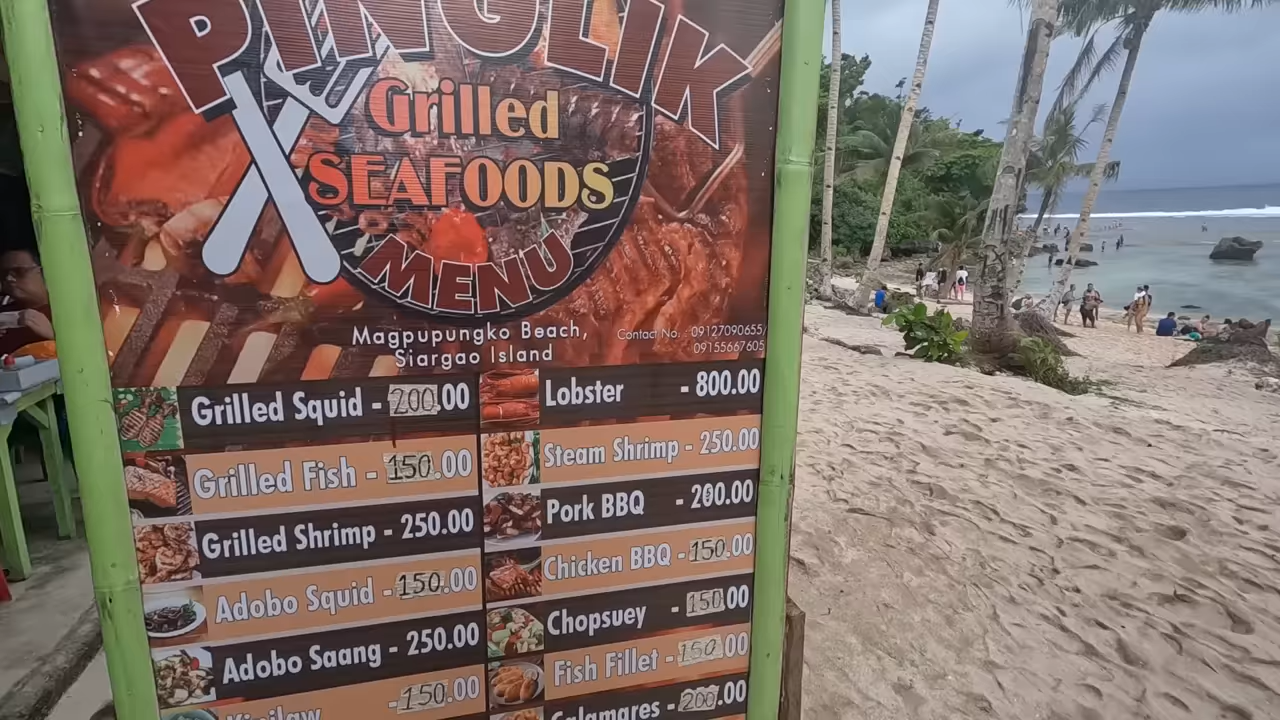 PINGLIK
Grilled
SEAFOODS
MENU
Magpupungko Beach,
Siargao Island
Contact No. : 09127090655/
09155667605
Grilled Squid - 200.00
Grilled Fish - 150.00
Grilled Shrimp - 250.00
Adobo Squid - 150.00
Adobo Saang - 250.00
Kinilaw - 150.00
Lobster - 800.00
Steam Shrimp - 250.00
Pork BBQ - 200.00
Chicken BBQ - 150.00
Chopsuey - 150.00
Fish Fillet - 150.00
Calamares - 200.00